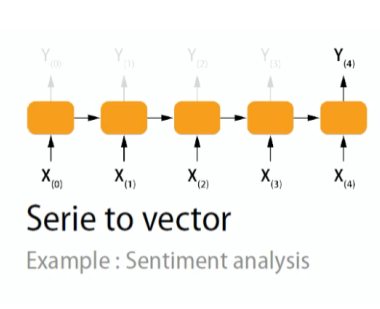 Y(0) Y(1) Y(2) Y(3) Y(4)
X(0) X(1) X(2) X(3) X(4)
Serie to vector
Example : Sentiment analysis